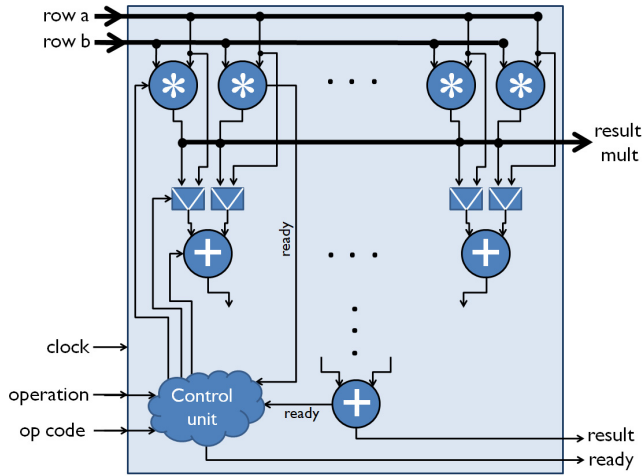 row a
row b
* * . . . * *
result
mult
ready
+ . . . +
.
.
.
clock
operation
op code
Control
unit
ready
+
result
ready